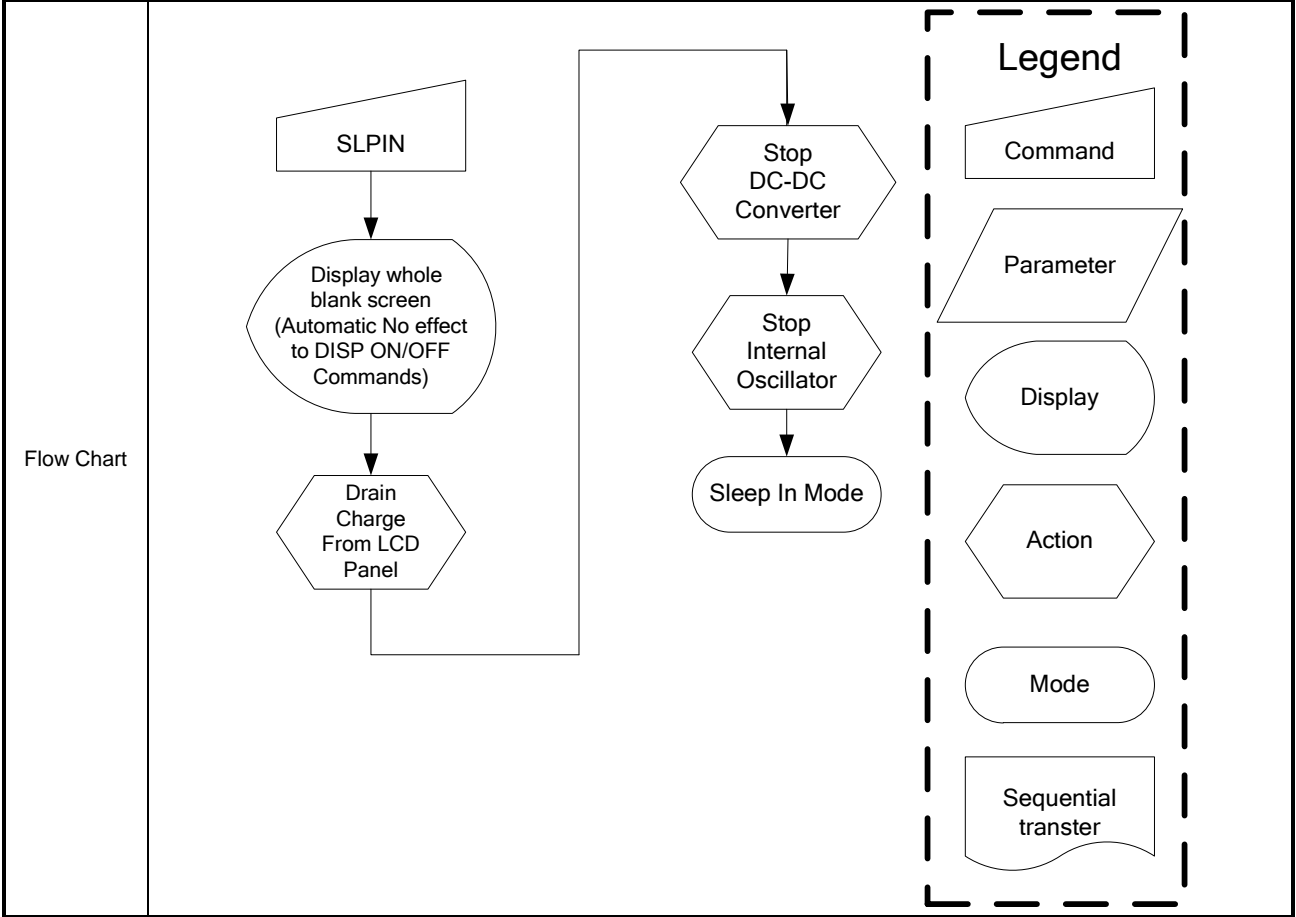 Flow Chart
SLPIN
Display whole
blank screen
(Automatic No effect
to DISP ON/OFF
Commands)
Drain
Charge
From LCD
Panel
Stop
DC-DC
Converter
Stop
Internal
Oscillator
Sleep In Mode
Legend
Command
Parameter
Display
Action
Mode
Sequential
transter